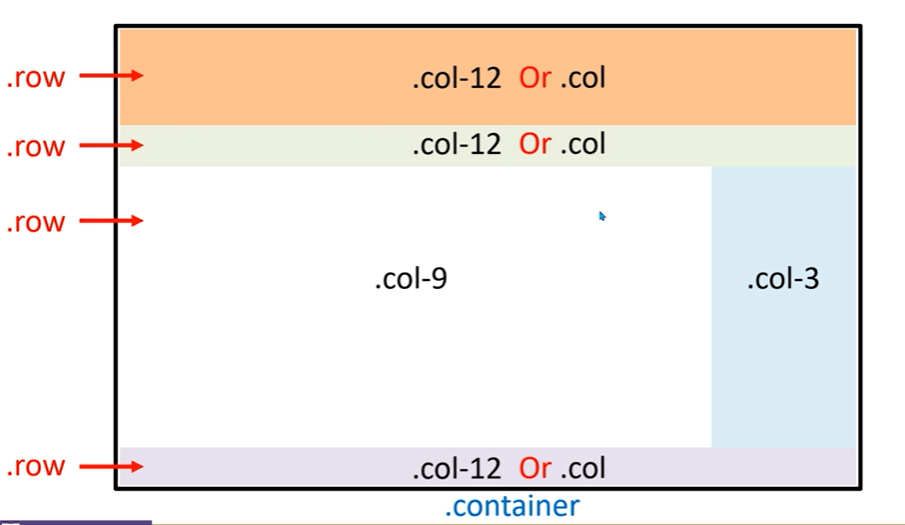 .row .col-12 Or .col
.row .col-12 Or .col
.row
.col-9 .col-3
.row .col-12 Or .col
.container